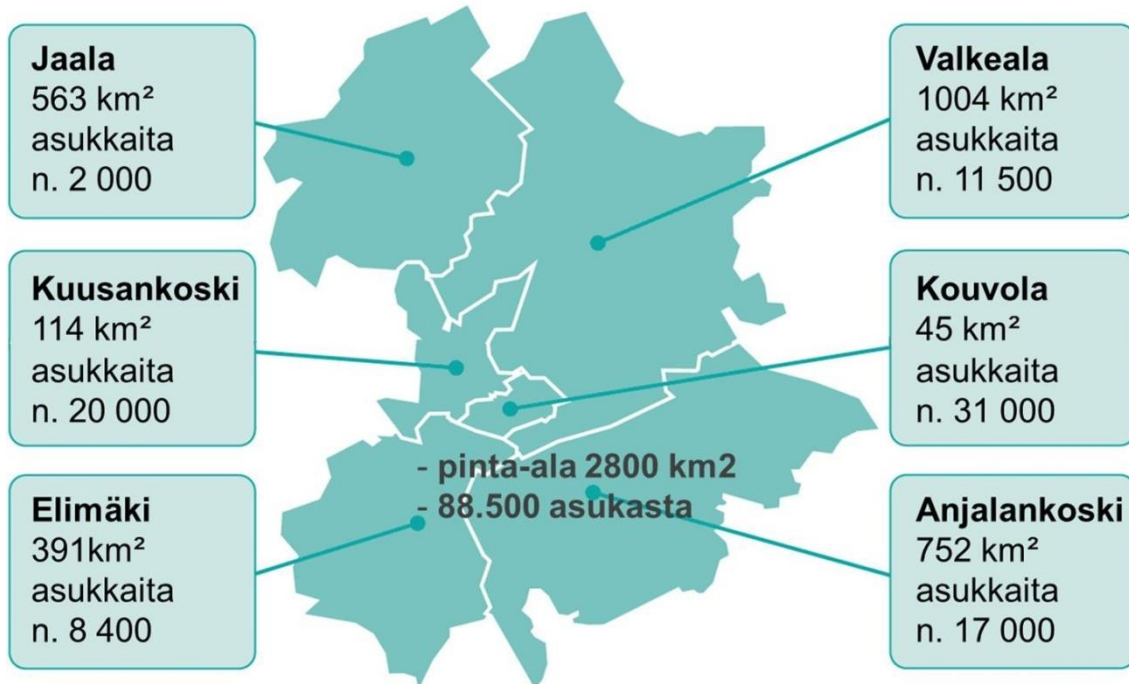 Jaala
563 km²
asukkaita
n. 2 000
Kuusankoski
114 km²
asukkaita
n. 20 000
Elimäki
391km²
asukkaita
n. 8 400
- pinta-ala 2800 km2
- 88.500 asukasta
Valkeala
1004 km²
asukkaita
n. 11 500
Kouvola
45 km²
asukkaita
n. 31 000
Anjalankoski
752 km²
asukkaita
n. 17 000